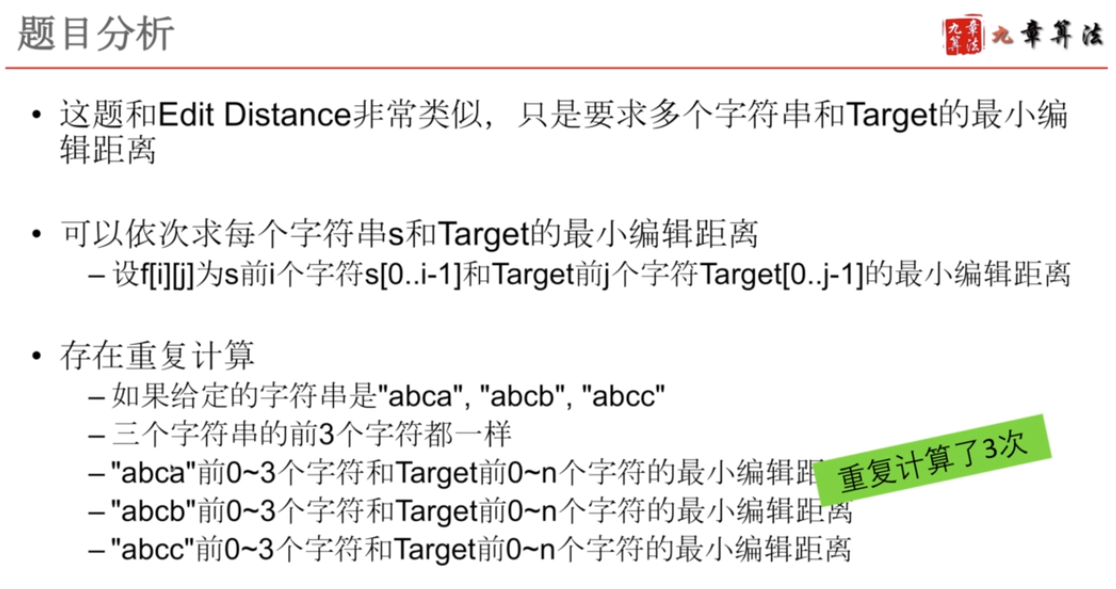 题目分析
九章算法
九章算法
• 这题和Edit Distance非常类似，只是要求多个字符串和Target的最小编
辑距离
• 可以依次求每个字符串s和Target的最小编辑距离
– 设f[i][j]为s前i个字符s[0..i-1]和Target前j个字符Target[0..j-1]的最小编辑距离
• 存在重复计算
– 如果给定的字符串是"abca", "abcb", "abcc"
– 三个字符串的前3个字符都一样
– "abca"前0~3个字符和Target前0~n个字符的最小编辑距
重复计算了3次
– "abcb"前0~3个字符和Target前0~n个字符的最小编辑距离
– "abcc"前0~3个字符和Target前0~n个字符的最小编辑距离